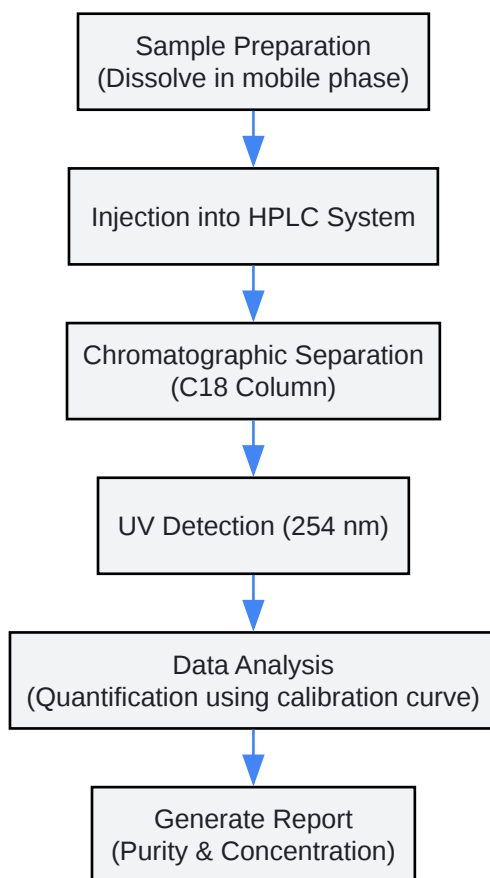 Sample Preparation
(Dissolve in mobile phase)
Injection into HPLC System
Chromatographic Separation
(C18 Column)
UV Detection (254 nm)
Data Analysis
(Quantification using calibration curve)
Generate Report
(Purity & Concentration)